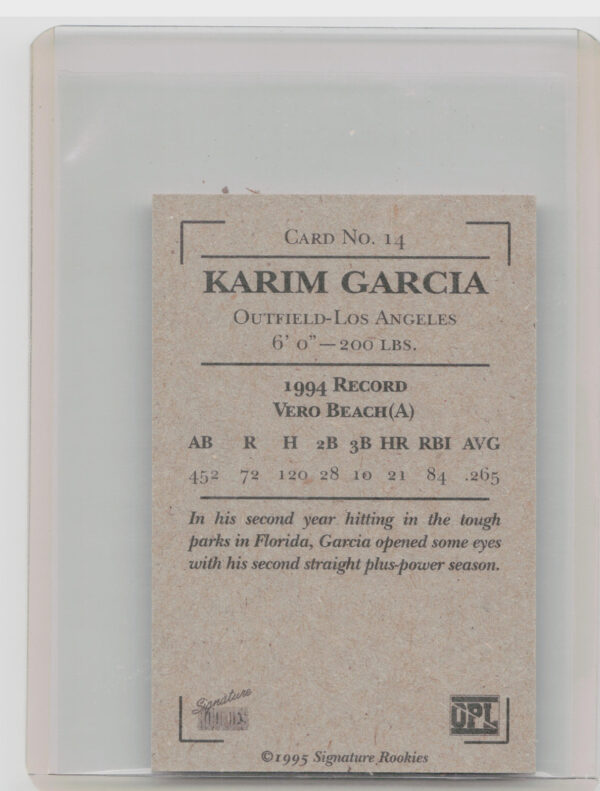 CARD NO. 14
KARIM GARCIA
OUTFIELD-LOS ANGELES
6' 0"—200 LBS.
1994 RECORD
VERO BEACH(A)
AB R H 2B 3B HR RBI AVG
452 72 120 28 10 21 84 .265
In his second year hitting in the tough
parks in Florida, Garcia opened some eyes
with his second straight plus-power season.
Signature
OPL
©1995 Signature Rookies